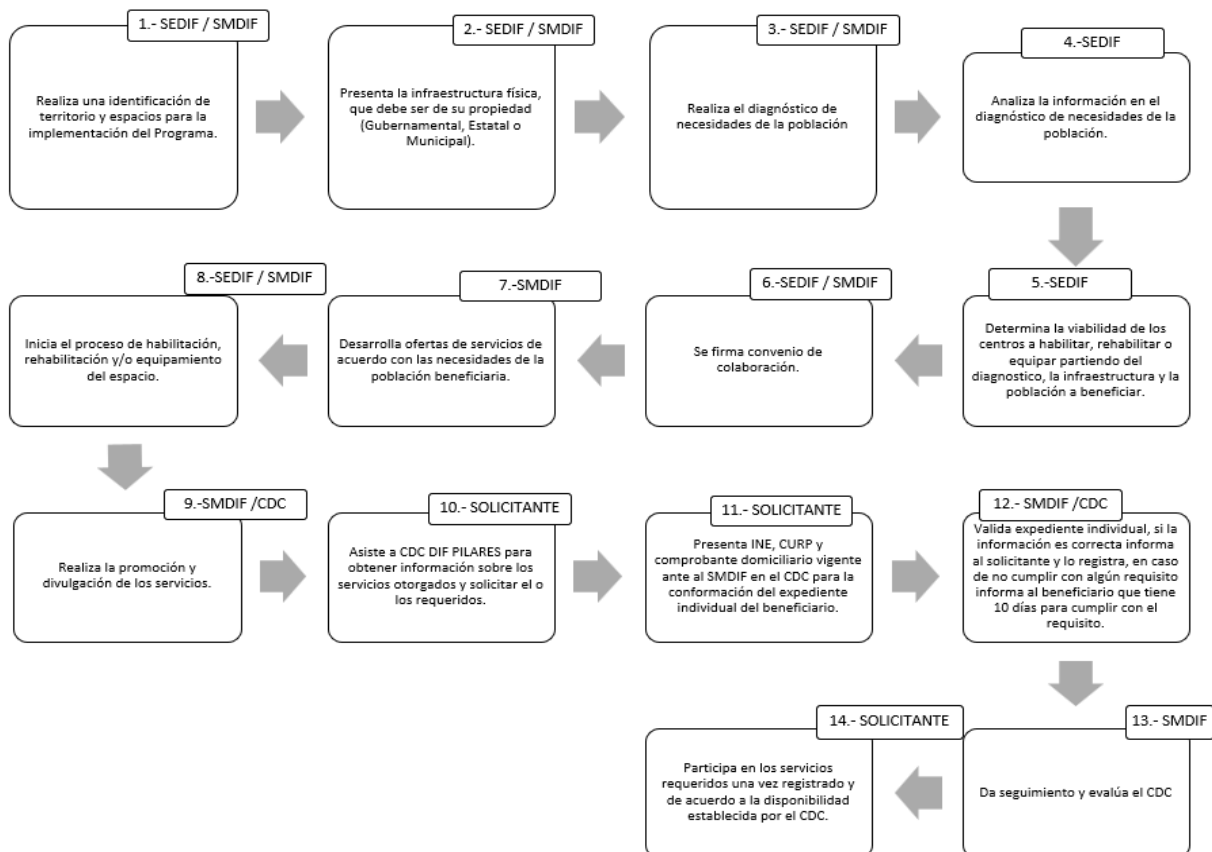 1.- SEDIF / SMDIF
Realiza una identificación de
territorio y espacios para la
implementación del Programa.
2.- SEDIF / SMDIF
Presenta la infraestructura física,
que debe ser de su propiedad
(Gubernamental, Estatal o
Municipal).
3.- SEDIF / SMDIF
Realiza el diagnóstico de
necesidades de la población
4.-SEDIF
Analiza la información en el
diagnóstico de necesidades de la
población.
5.-SEDIF
Determina la viabilidad de los
centros a habilitar, rehabilitar o
equipar partiendo del
diagnostico, la infraestructura y la
población a beneficiar.
6.-SEDIF / SMDIF
Se firma convenio de
colaboración.
7.-SMDIF
Desarrolla ofertas de servicios de
acuerdo con las necesidades de la
población beneficiaria.
8.-SEDIF / SMDIF
Inicia el proceso de habilitación,
rehabilitación y/o equipamiento
del espacio.
9.-SMDIF /CDC
Realiza la promoción y
divulgación de los servicios.
10.- SOLICITANTE
Asiste a CDC DIF PILARES para
obtener información sobre los
servicios otorgados y solicitar el o
los requeridos.
11.- SOLICITANTE
Presenta INE, CURP y
comprobante domiciliario vigente
ante al SMDIF en el CDC para la
conformación del expediente
individual del beneficiario.
12.- SMDIF /CDC
Valida expediente individual, si la
información es correcta informa
al solicitante y lo registra, en caso
de no cumplir con algún requisito
informa al beneficiario que tiene
10 días para cumplir con el
requisito.
13.- SMDIF
Da seguimiento y evalúa el CDC
14.- SOLICITANTE
Participa en los servicios
requeridos una vez registrado y
de acuerdo a la disponibilidad
establecida por el CDC.